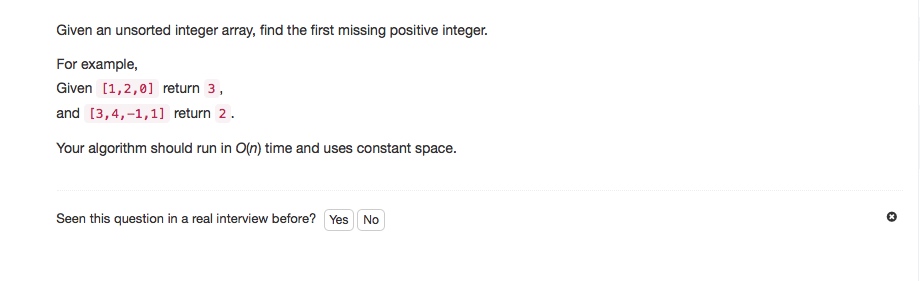 Given an unsorted integer array, find the first missing positive integer.
For example,
Given [1,2,0] return 3,
and [3,4,-1,1] return 2.
Your algorithm should run in O(n) time and uses constant space.
Seen this question in a real interview before? Yes No